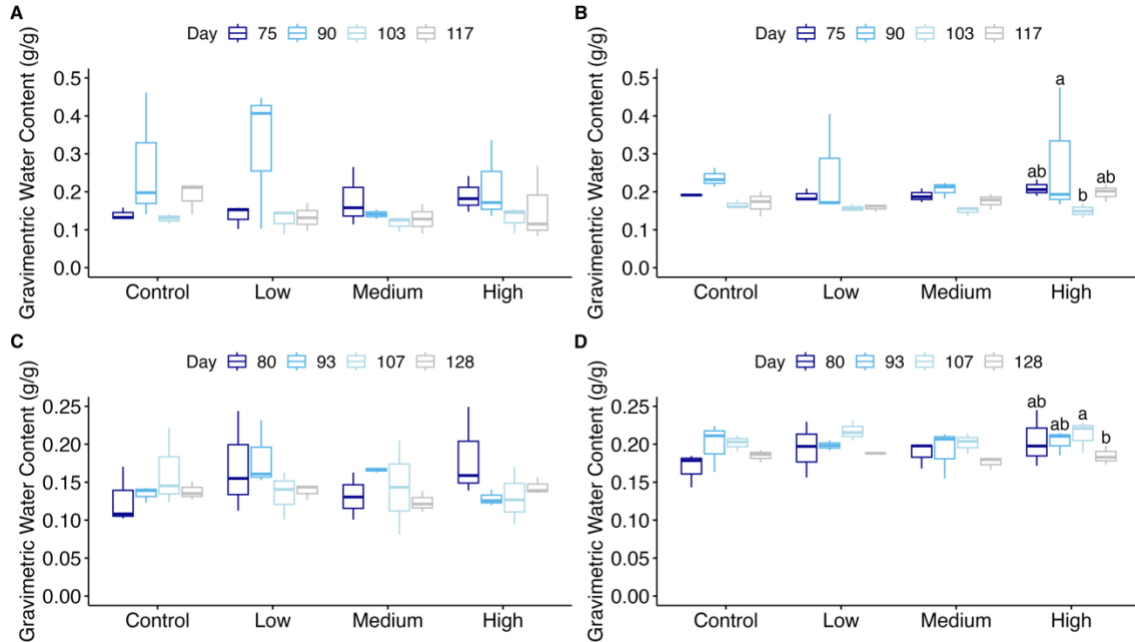 A
Day 75 90 103 117
Gravimentric Water Content (g/g)
0.5
0.4
0.3
0.2
0.1
0.0
Control Low Medium High
B
Day 75 90 103 117
Gravimentric Water Content (g/g)
0.5
0.4
0.3
0.2
0.1
0.0
a
ab
b
ab
Control Low Medium High
C
Day 80 93 107 128
Gravimetric Water Content (g/g)
0.25
0.20
0.15
0.10
0.05
0.00
Control Low Medium High
D
Day 80 93 107 128
Gravimetric Water Content (g/g)
0.25
0.20
0.15
0.10
0.05
0.00
ab
ab
a
b
Control Low Medium High